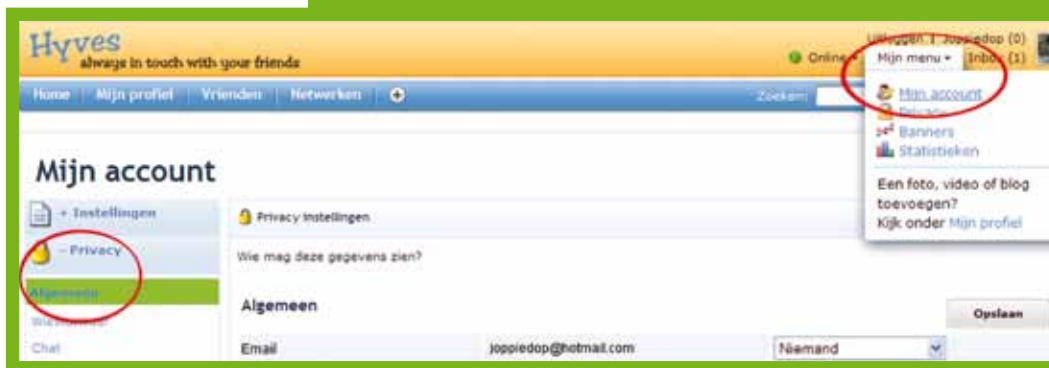 Hyves
always in touch with your friends
Uitloggen | Joppiedop (0)
Online Mijn menu Inbox (1)
Home Mijn profiel Vrienden Netwerken Zoeken:
Mijn account
Privacy
Banners
Statistieken
Een foto, video of blog
toevoegen?
Kijk onder Mijn profiel
Mijn account
+ Instellingen
- Privacy
Algemeen
Chat
Privacy instellingen
Wie mag deze gegevens zien?
Algemeen
Opslaan
Email joppiedop@hotmail.com Niemand